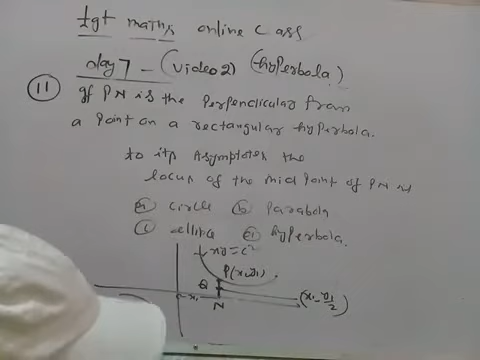 tgt maths online Class
day 7 - (video 2) (hyperbola)
11 If PN is the Perpendicular from
a Point on a rectangular hyperbola
to its Asymptotes the
locus of the mid Point of PN is
a circle b Parabola
c ellipse d hyperbola
xy = c²
P(x1, y1)
Q
x1 N (x1, y1/2)